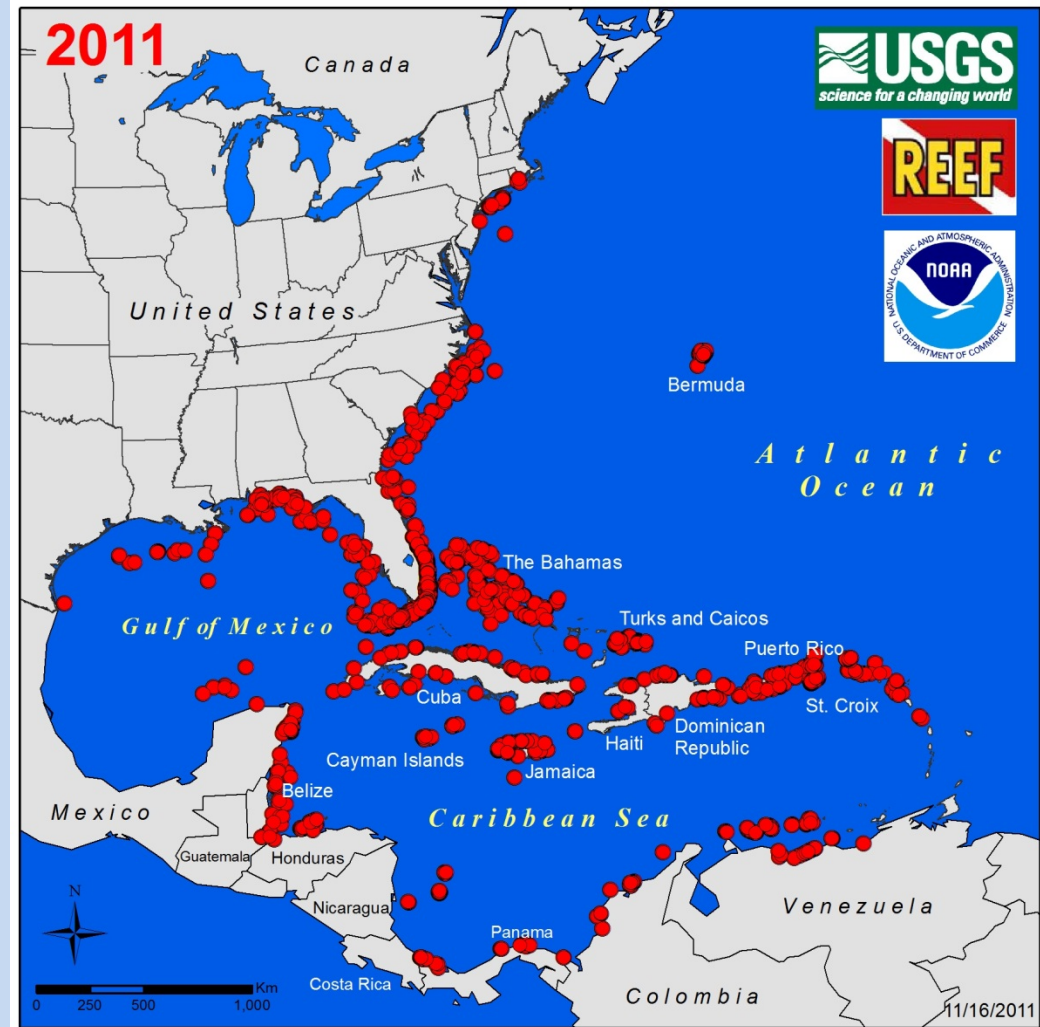 2011
Canada
USGS
science for a changing world
REEF
NATIONAL OCEANIC AND ATMOSPHERIC ADMINISTRATION
NOAA
U.S. DEPARTMENT OF COMMERCE
United States
Bermuda
Atlantic
Ocean
The Bahamas
Gulf of Mexico
Turks and Caicos
Puerto Rico
Cuba
St. Croix
Dominican
Republic
Haiti
Cayman Islands
Jamaica
Belize
Mexico
Caribbean Sea
Guatemala
Honduras
Nicaragua
Venezuela
Panama
Costa Rica
Colombia
N
Km
0 250 500 1,000
11/16/2011